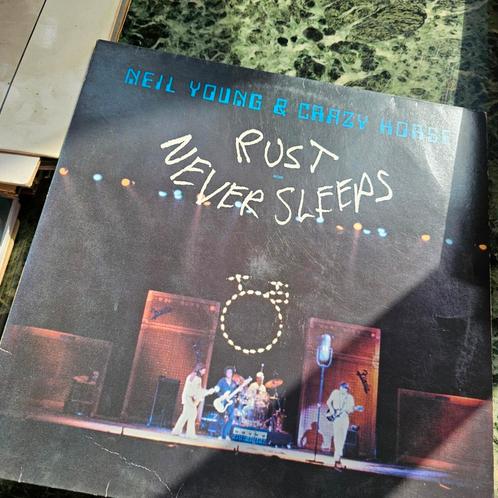 NEIL YOUNG & CRAZY HORSE
RUST
NEVER SLEEPS